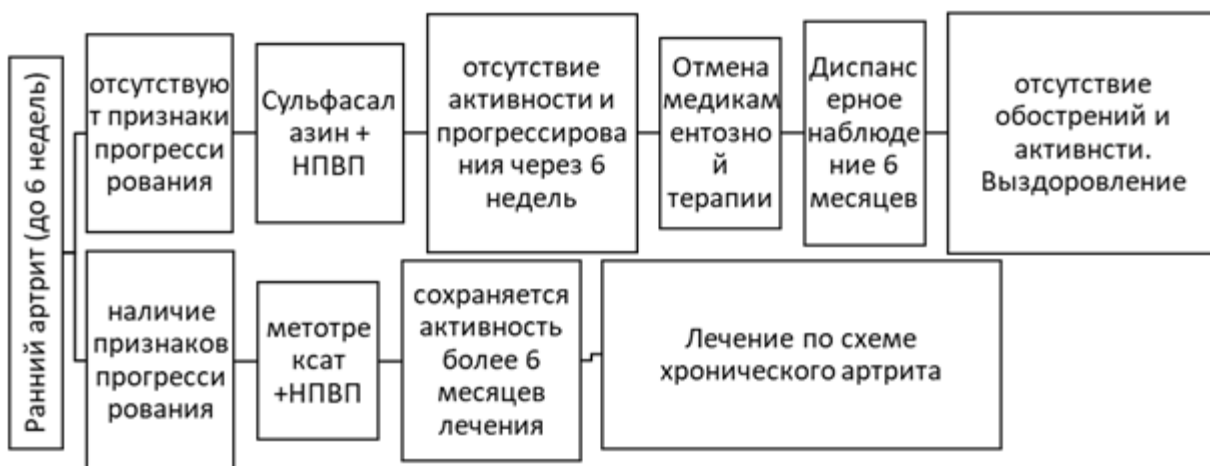 Ранний артрит (до 6 недель)
отсутствую
т признаки
прогресси
рования
Сульфасал
азин +
НПВП
отсутствие
активности и
прогрессирова
ния через 6
недель
Отмена
медикам
ентозно
й
терапии
Диспанс
ерное
наблюде
ние 6
месяцев
отсутствие
обострений и
активнсти.
Выздоровление
наличие
признаков
прогресси
рования
метотре
ксат
+НПВП
сохраняется
активность
более 6
месяцев
лечения
Лечение по схеме
хронического артрита